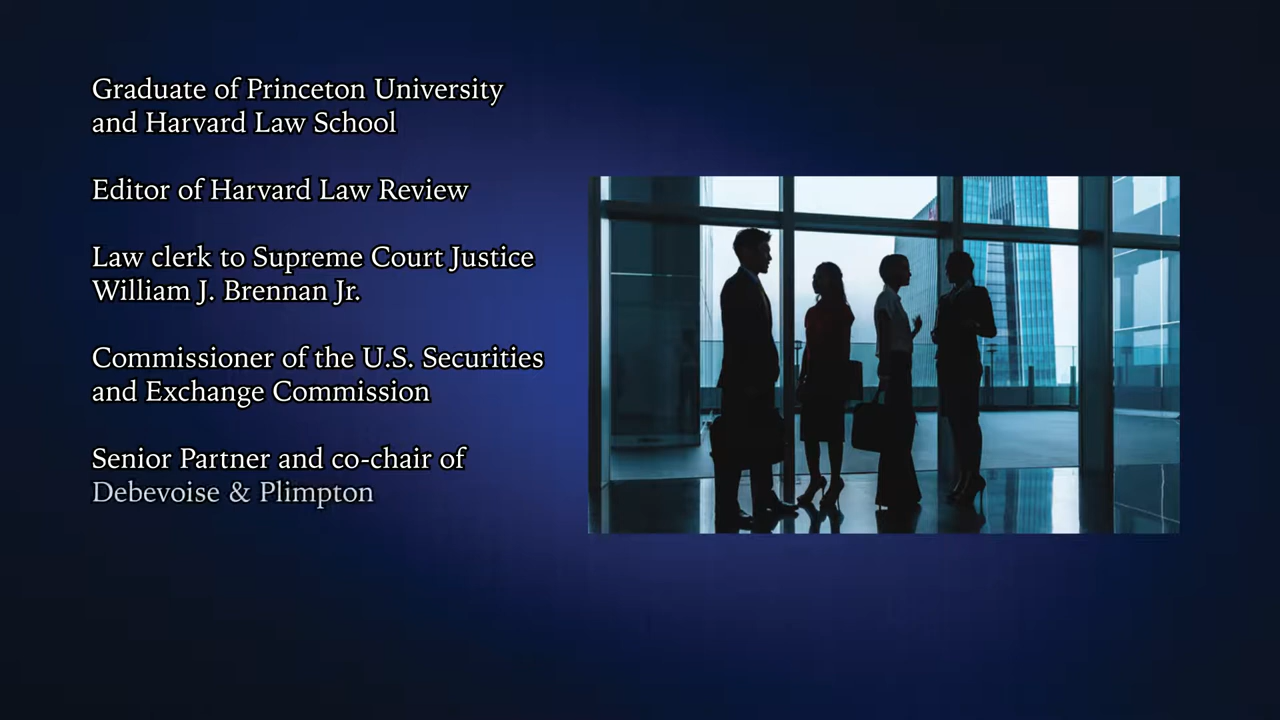 Graduate of Princeton University
and Harvard Law School
Editor of Harvard Law Review
Law clerk to Supreme Court Justice
William J. Brennan Jr.
Commissioner of the U.S. Securities
and Exchange Commission
Senior Partner and co-chair of
Debevoise & Plimpton